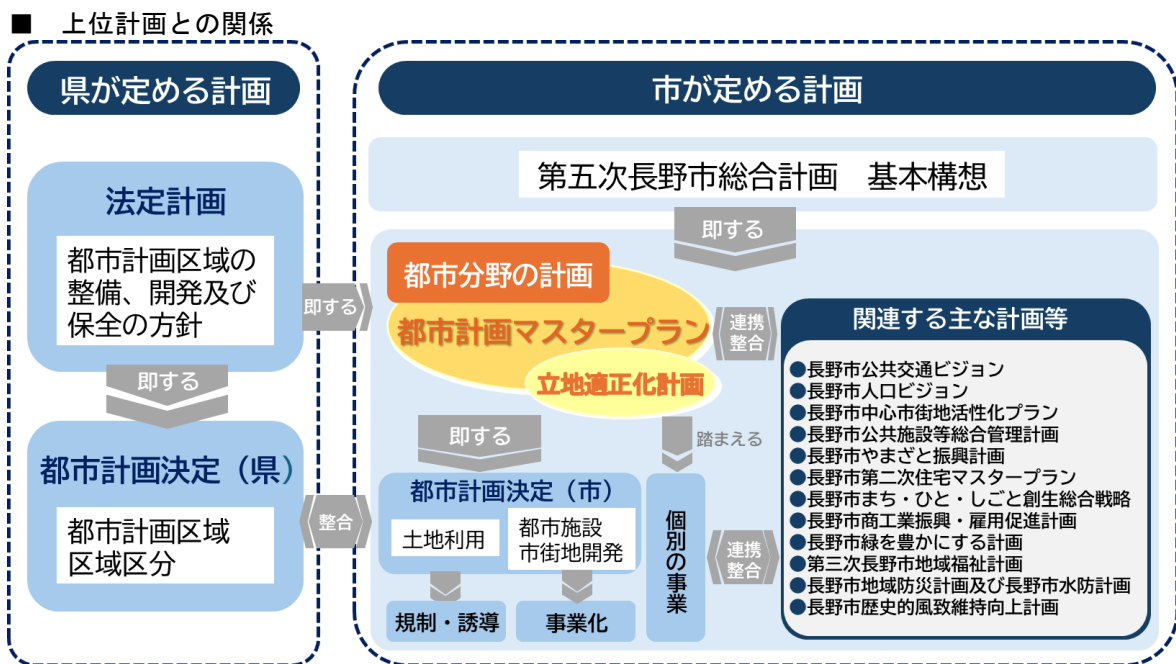 ■ 上位計画との関係
県が定める計画
法定計画
都市計画区域の
整備、開発及び
保全の方針
即する
都市計画決定（県）
都市計画区域
区域区分
即する
整合
市が定める計画
第五次長野市総合計画 基本構想
即する
都市分野の計画
都市計画マスタープラン
立地適正化計画
連携
整合
即する
踏まえる
都市計画決定（市）
土地利用
都市施設
市街地開発
規制・誘導
事業化
個別の事業
連携
整合
関連する主な計画等
●長野市公共交通ビジョン
●長野市人口ビジョン
●長野市中心市街地活性化プラン
●長野市公共施設等総合管理計画
●長野市やまざと振興計画
●長野市第二次住宅マスタープラン
●長野市まち・ひと・しごと創生総合戦略
●長野市商工業振興・雇用促進計画
●長野市緑を豊かにする計画
●第三次長野市地域福祉計画
●長野市地域防災計画及び長野市水防計画
●長野市歴史的風致維持向上計画